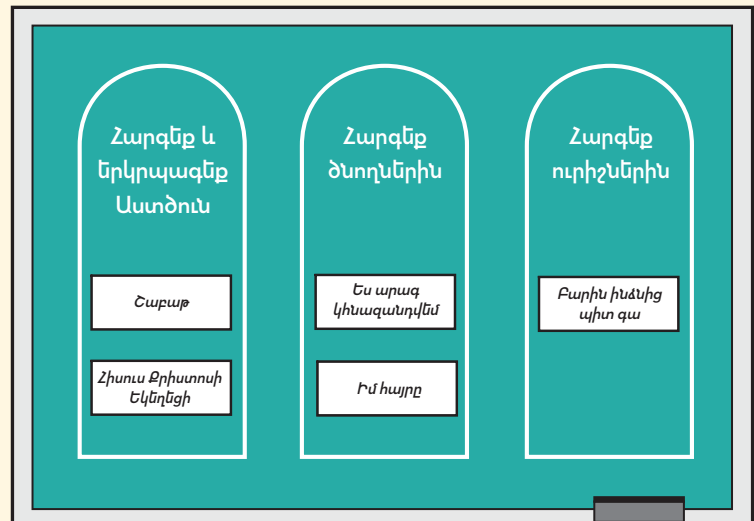 Հարգեք և
երկրպագեք
Աստծուն
Շաբաթ
Հիսուս Քրիստոսի
Եկեղեցի
Հարգեք
ծնողներին
Ես արագ
կհնազանդվեմ
Իմ հայրը
Հարգեք
ուրիշներին
Բարին ինձնից
պիտ գա